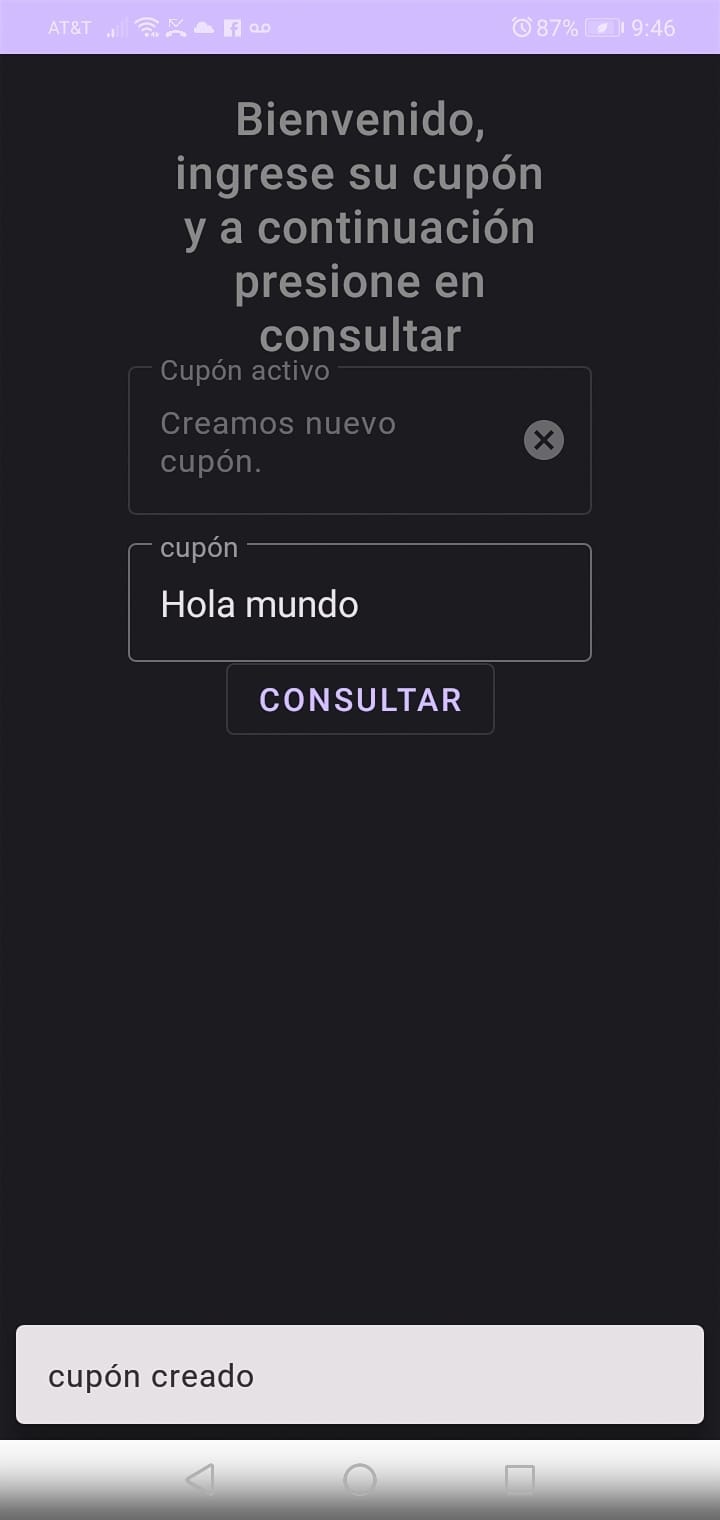 AT&T 87% 9:46
Bienvenido,
ingrese su cupón
y a continuación
presione en
consultar
Cupón activo
Creamos nuevo
cupón.
cupón
Hola mundo
CONSULTAR
cupón creado